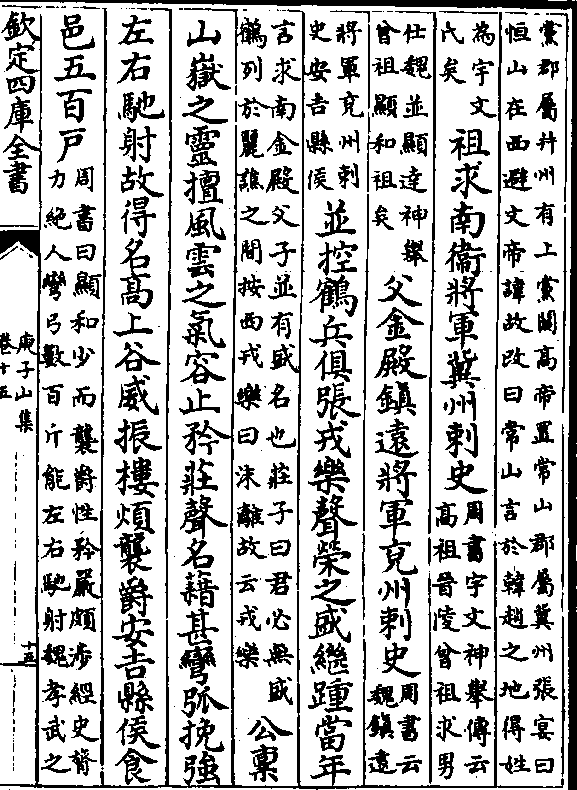 黨郡屬并州有上黨關高帝置常山郡屬冀州張宴曰
恒山在西避文帝諱故改曰常山言於韓趙之地得姓
為宇文
氏矣
祖求南衞將軍冀州刺史
周書宇文神舉傳云
高祖晉陵曾祖求男
仕魏並顯達神舉
曾祖顯和祖矣
父金殿鎮遠將軍兖州刺史
周書云
魏鎮遠
將軍兖州刺
史安吉縣侯
並控鶴兵俱張戎樂聲榮之盛繼踵當年
言求南金殿父子並有盛名也莊子曰君必無盛
鶴列於麗譙之間按西戎樂曰沬離故云戎樂
公稟
山嶽之靈擅風雲之氣容止矜莊聲名藉甚彎弧挽強
左右馳射故得名髙上谷威振樓煩襲爵安吉縣侯食
邑五百戸
周書曰顯和少而襲爵性矜嚴頗涉經史膂
力絶人彎弓數百斤能左右馳射魏孝武之
欽定四庫全書
庾子山集
卷十五
十五